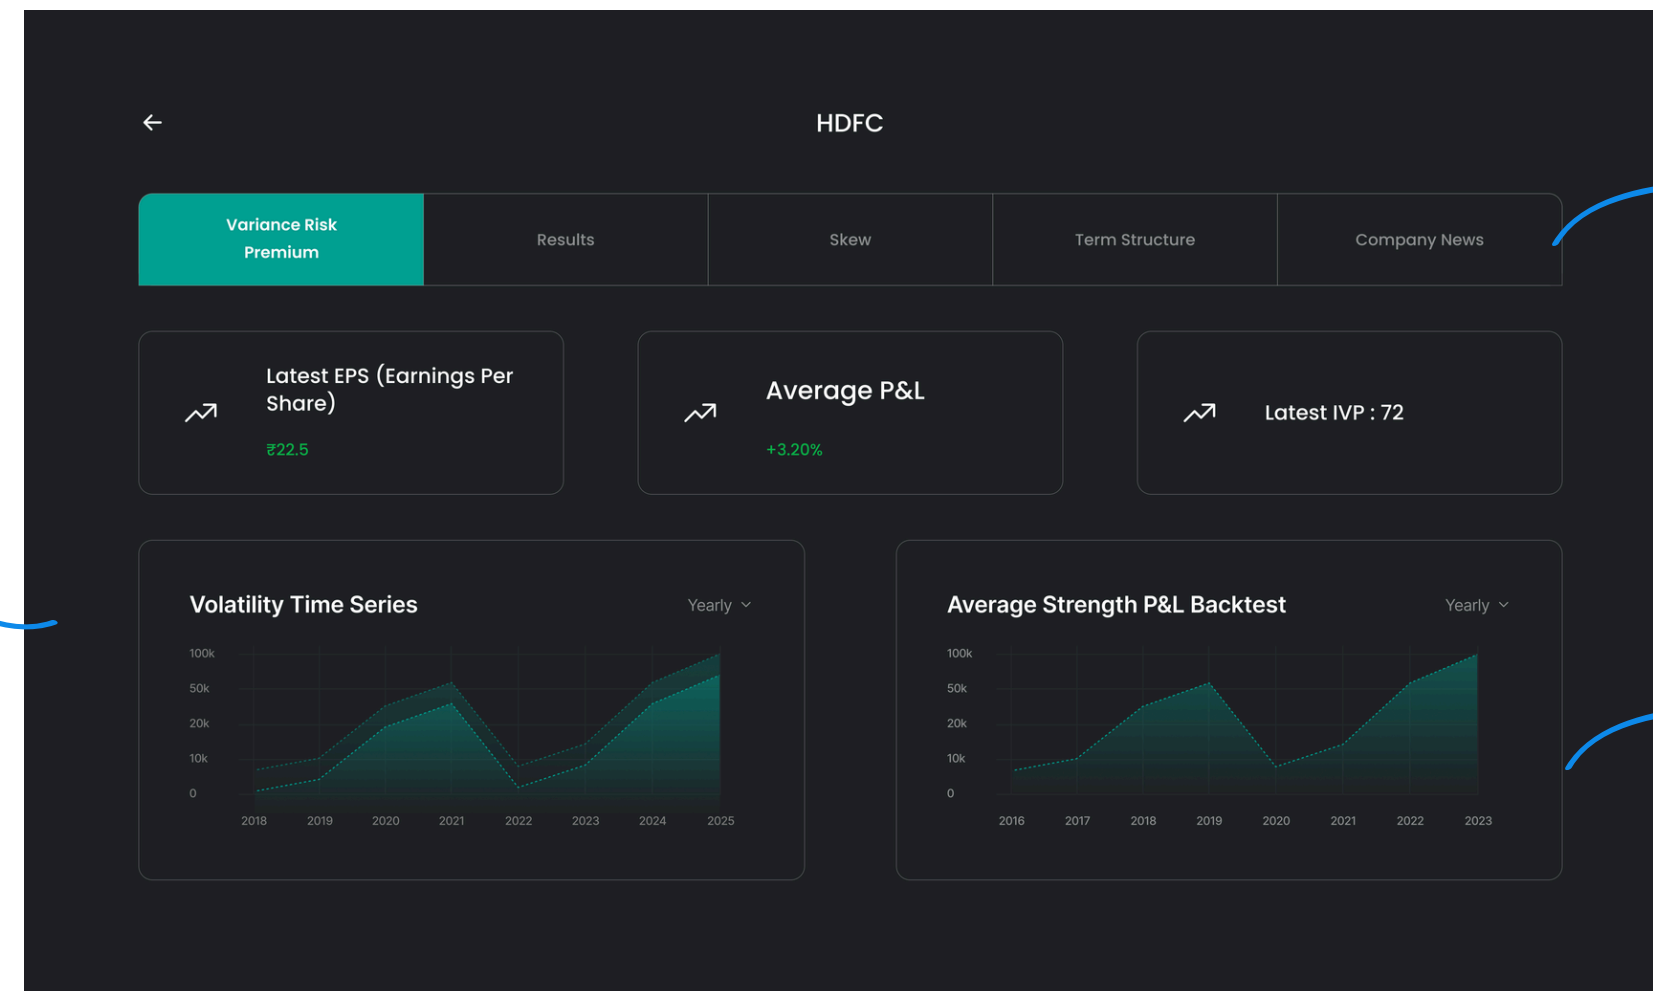 HDFC
Variance Risk
Premium
Results
Skew
Term Structure
Company News
Latest EPS (Earnings Per
Share)
₹22.5
Average P&L
+3.20%
Latest IVP : 72
Volatility Time Series
Yearly
100k
50k
20k
10k
0
2018 2019 2020 2021 2022 2023 2024 2025
Average Strength P&L Backtest
Yearly
100k
50k
20k
10k
0
2016 2017 2018 2019 2020 2021 2022 2023